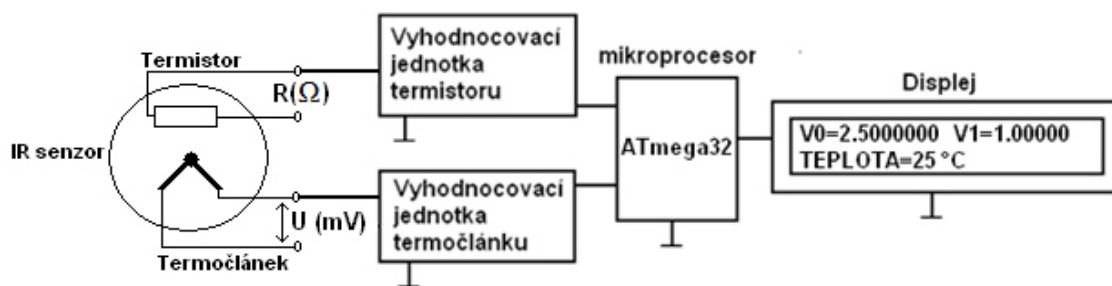 Termistor
R(Ω)
IR senzor
U (mV)
Termočlánek
Vyhodnocovací
jednotka
termistoru
Vyhodnocovací
jednotka
termočlánku
mikroprocesor
ATmega32
Displej
V0=2.5000000 V1=1.00000
TEPLOTA=25 °C